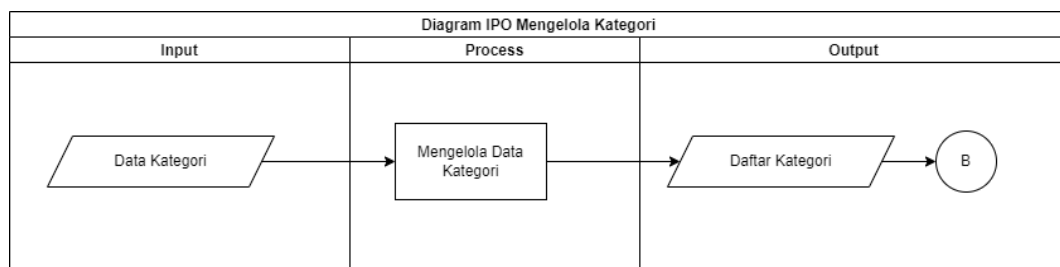 Diagram IPO Mengelola Kategori
Input
Process
Output
Data Kategori
Mengelola Data
Kategori
Daftar Kategori
B